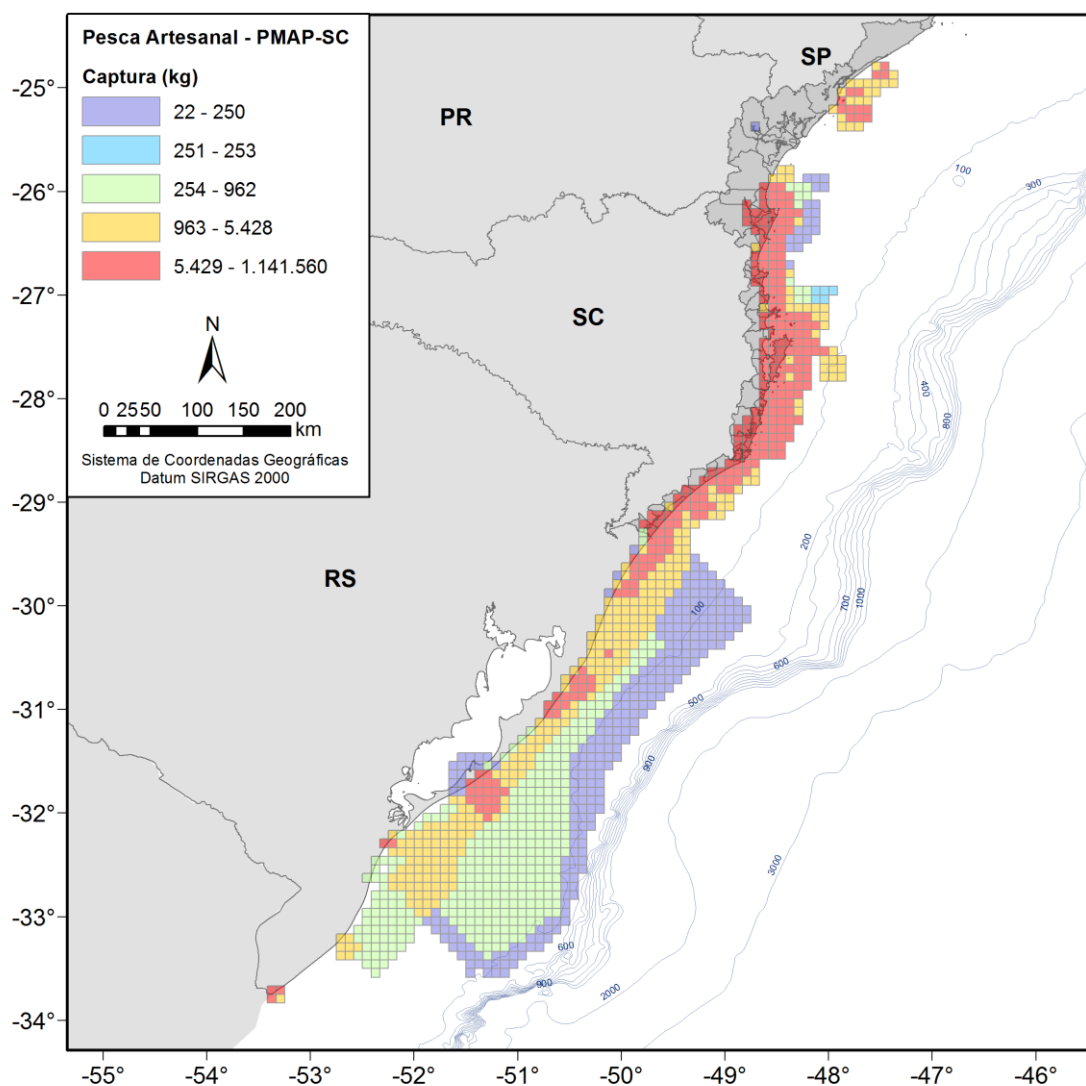 Pesca Artesanal - PMAP-SC
Captura (kg)
22 - 250
251 - 253
254 - 962
963 - 5.428
5.429 - 1.141.560
N
0 2550 100 150 200
km
Sistema de Coordenadas Geográficas
Datum SIRGAS 2000
SP
PR
SC
RS
100
300
400
800
200
700
1000
100
600
500
900
3000
600
900
2000
-25°
-26°
-27°
-28°
-29°
-30°
-31°
-32°
-33°
-34°
-55° -54° -53° -52° -51° -50° -49° -48° -47° -46°